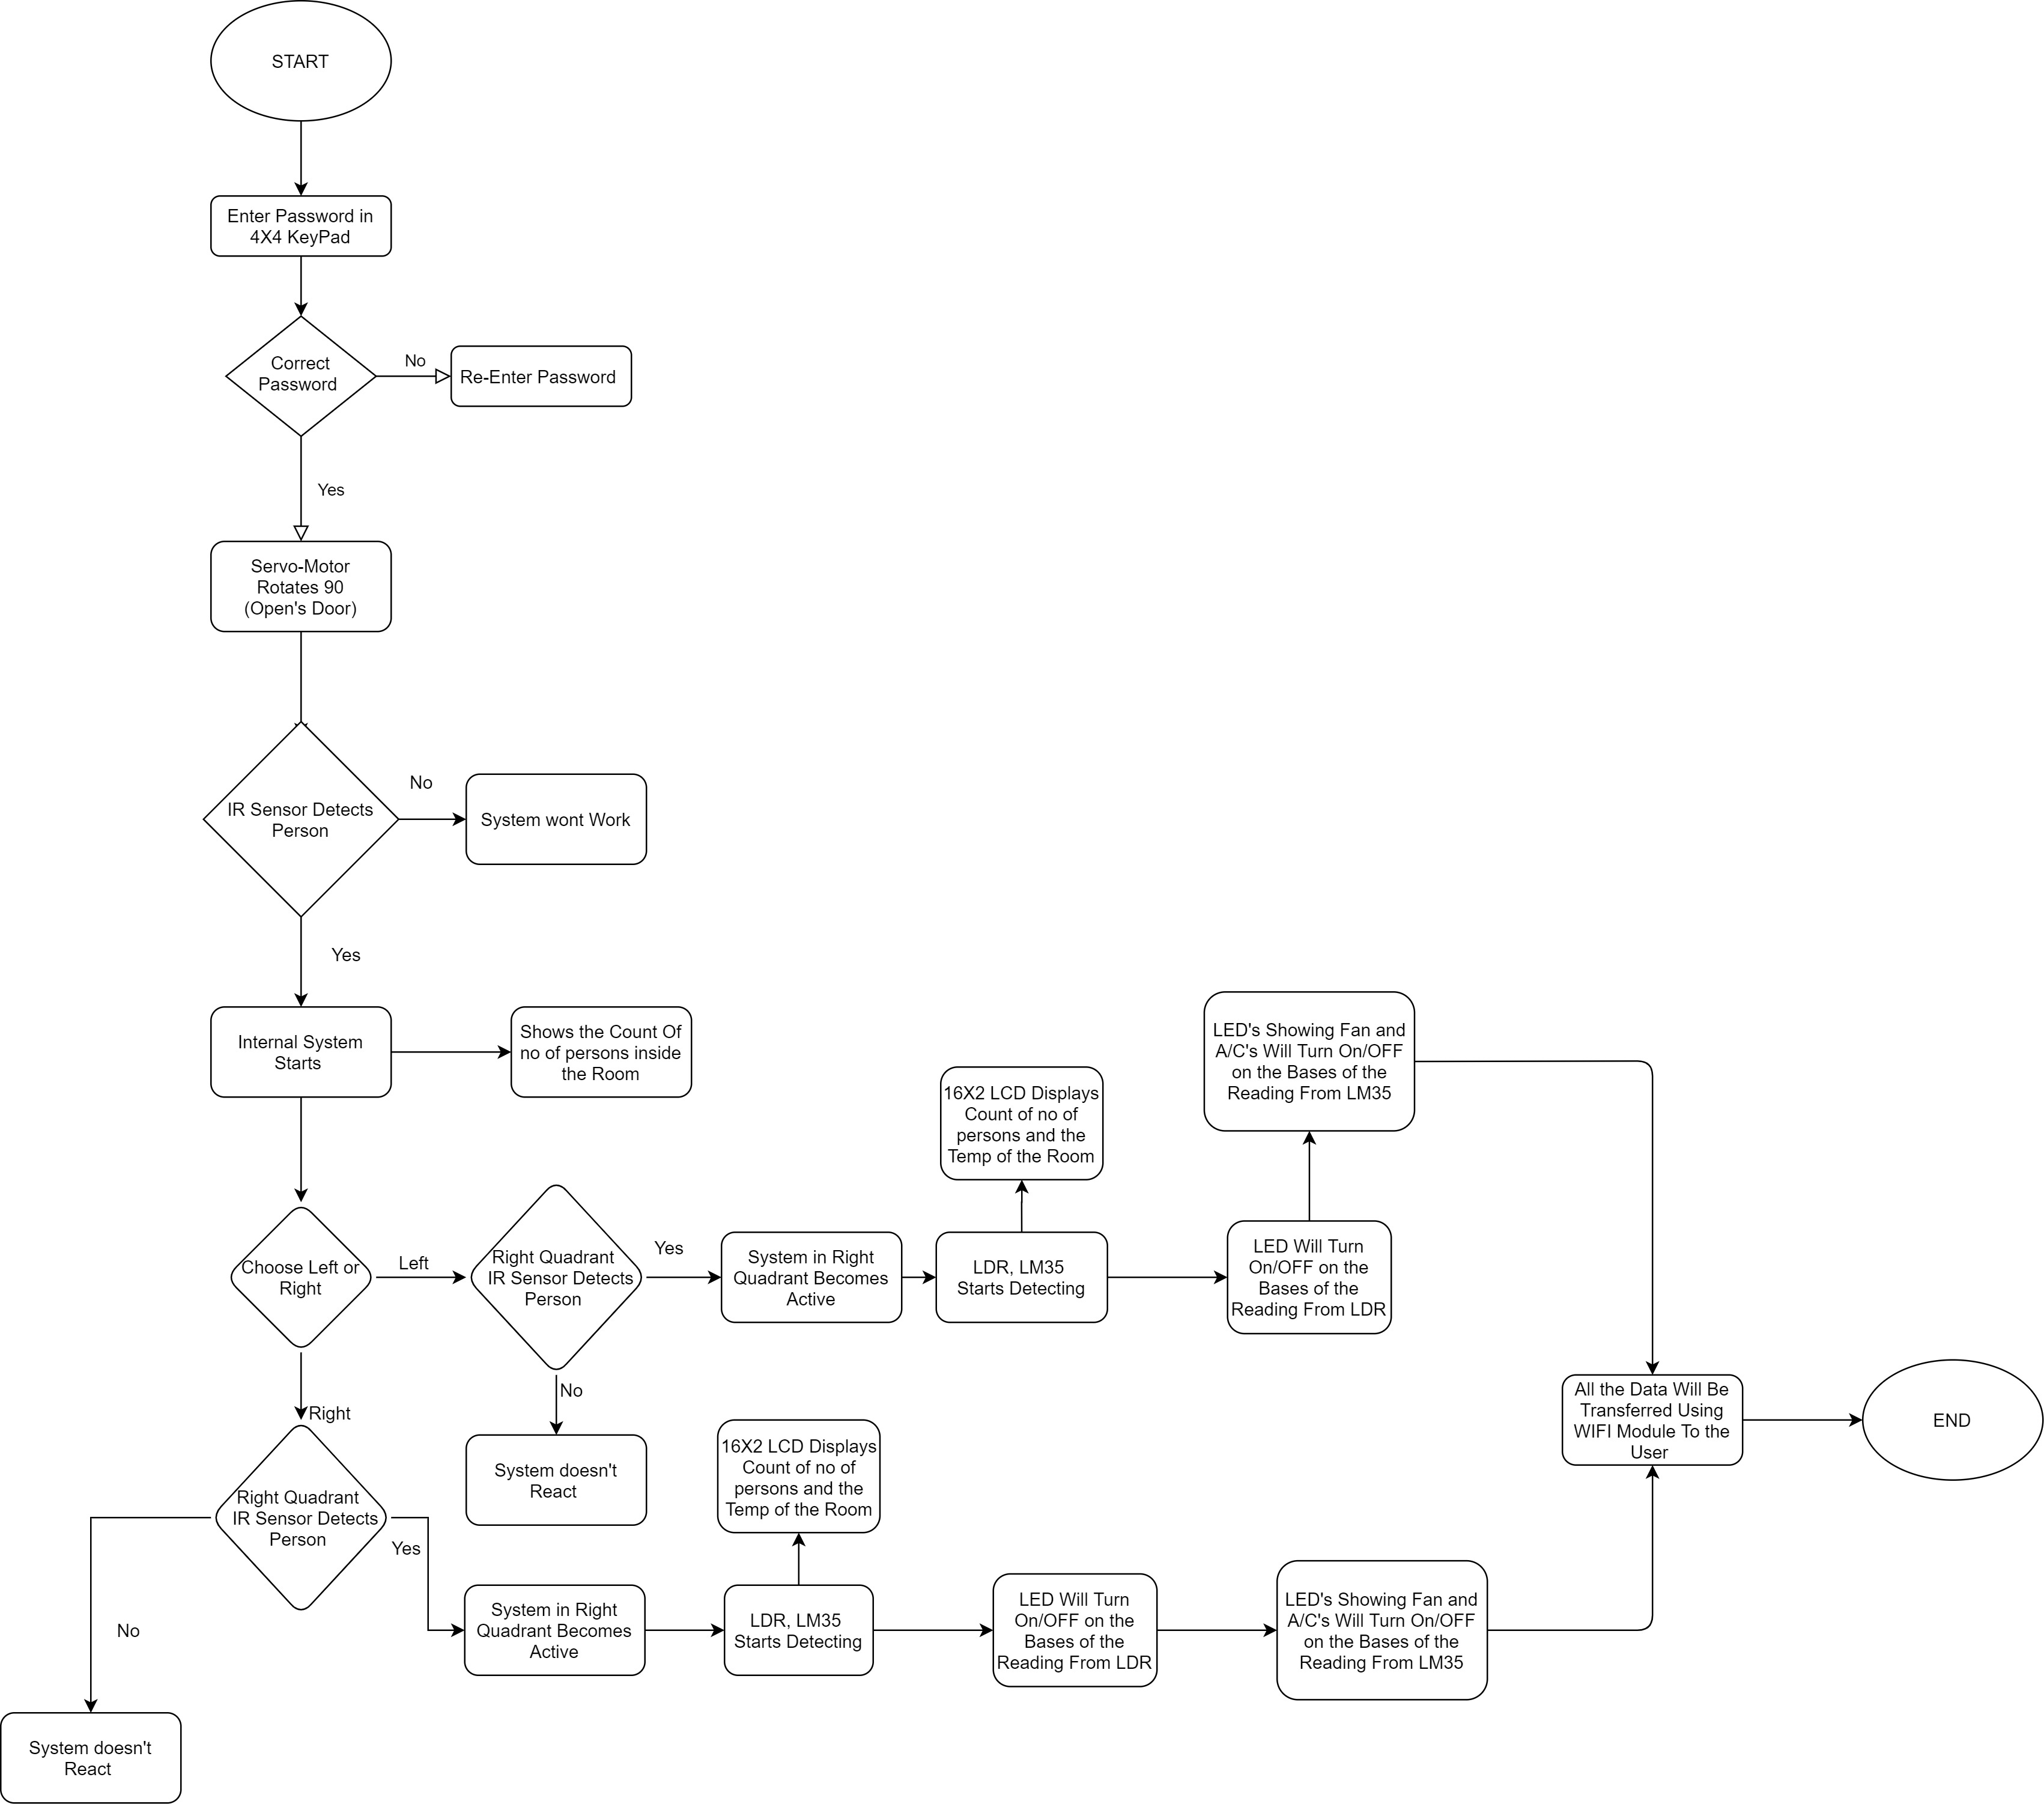 START
Enter Password in
4X4 KeyPad
Correct
Password
No
Re-Enter Password
Yes
Servo-Motor
Rotates 90
(Open's Door)
IR Sensor Detects
Person
No
System wont Work
Yes
Internal System
Starts
Shows the Count Of
no of persons inside
the Room
Choose Left or
Right
Left
Right Quadrant
IR Sensor Detects
Person
Yes
System in Right
Quadrant Becomes
Active
LDR, LM35
Starts Detecting
16X2 LCD Displays
Count of no of
persons and the
Temp of the Room
LED Will Turn
On/OFF on the
Bases of the
Reading From LDR
LED's Showing Fan and
A/C's Will Turn On/OFF
on the Bases of the
Reading From LM35
No
System doesn't
React
Right
Right Quadrant
IR Sensor Detects
Person
Yes
System in Right
Quadrant Becomes
Active
LDR, LM35
Starts Detecting
16X2 LCD Displays
Count of no of
persons and the
Temp of the Room
LED Will Turn
On/OFF on the
Bases of the
Reading From LDR
LED's Showing Fan and
A/C's Will Turn On/OFF
on the Bases of the
Reading From LM35
No
System doesn't
React
All the Data Will Be
Transferred Using
WIFI Module To the
User
END